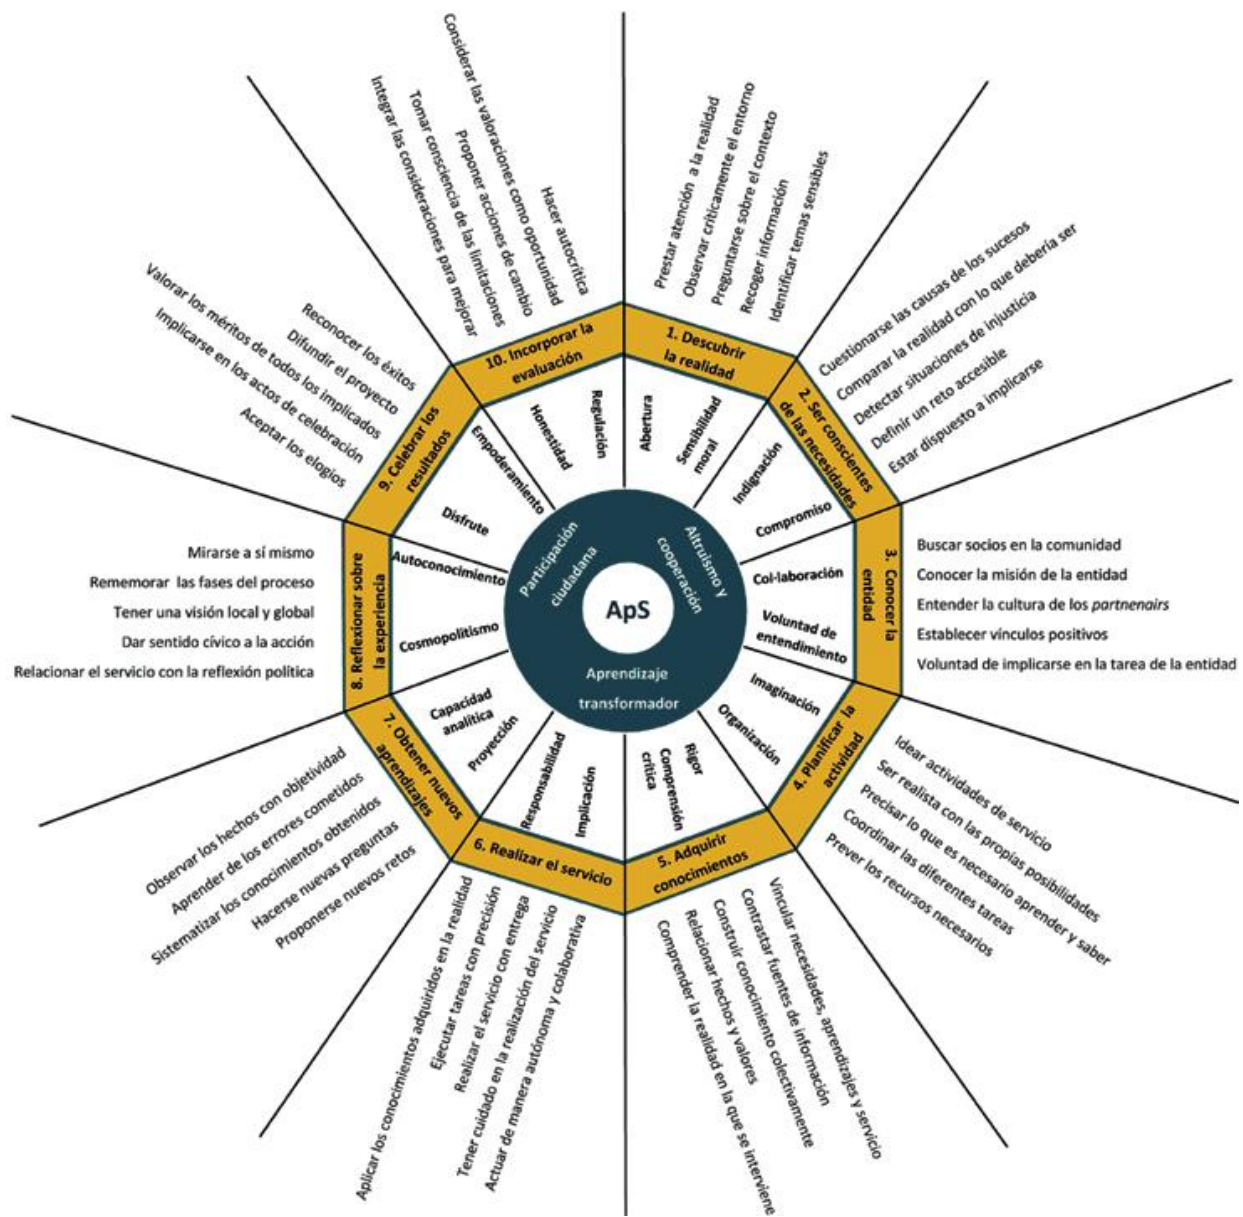 ApS
Altruismo y
cooperación
Aprendizaje
transformador
Participación
ciudadana
1. Descubrir
la realidad
Abertura
Sensibilidad
moral
Prestar atención a la realidad
Observar críticamente el entorno
Preguntarse sobre el contexto
Recoger información
Identificar temas sensibles
2. Ser conscientes
de las necesidades
Indignación
Compromiso
Cuestionarse las causas de los sucesos
Comparar la realidad con lo que debería ser
Detectar situaciones de injusticia
Definir un reto accesible
Estar dispuesto a implicarse
3. Conocer la
entidad
Col·laboración
Voluntad de
entendimiento
Buscar socios en la comunidad
Conocer la misión de la entidad
Entender la cultura de los partnenairs
Establecer vínculos positivos
Voluntad de implicarse en la tarea de la entidad
4. Planificar la
actividad
Imaginación
Organización
Idear actividades de servicio
Ser realista con las propias posibilidades
Precisar lo que es necesario aprender y saber
Coordinar las diferentes tareas
Prever los recursos necesarios
5. Adquirir
conocimientos
Rigor
Comprensión
crítica
Vincular necesidades, aprendizajes y servicio
Contrastar fuentes de información
Construir conocimiento colectivamente
Relacionar hechos y valores
Comprender la realidad en la que se interviene
6. Realizar el servicio
Responsabilidad
Implicación
Aplicar los conocimientos adquiridos en la realidad
Ejecutar tareas con precisión
Realizar el servicio con entrega
Tener cuidado en la realización del servicio
Actuar de manera autónoma y colaborativa
7. Obtener nuevos
aprendizajes
Capacidad
analítica
Proyección
Observar los hechos con objetividad
Aprender de los errores cometidos
Sistematizar los conocimientos obtenidos
Hacerse nuevas preguntas
Proponerse nuevos retos
8. Reflexionar sobre
la experiencia
Autoconocimiento
Cosmopolitismo
Mirarse a sí mismo
Rememorar las fases del proceso
Tener una visión local y global
Dar sentido cívico a la acción
Relacionar el servicio con la reflexión política
9. Celebrar los
resultados
Empoderamiento
Disfrute
Reconocer los éxitos
Difundir el proyecto
Valorar los méritos de todos los implicados
Implicarse en los actos de celebración
Aceptar los elogios
10. Incorporar la
evaluación
Honestidad
Regulación
Hacer autocrítica
Considerar las valoraciones como oportunidad
Proponer acciones de cambio
Tomar consciencia de las limitaciones
Integrar las consideraciones para mejorar